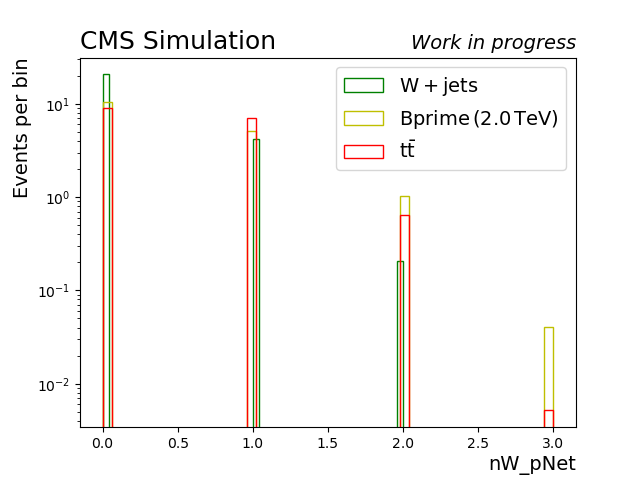 CMS Simulation
Work in progress
Events per bin
W + jets
Bprime (2.0 TeV)
tt̄
10¹
10⁰
10⁻¹
10⁻²
0.0 0.5 1.0 1.5 2.0 2.5 3.0
nW_pNet